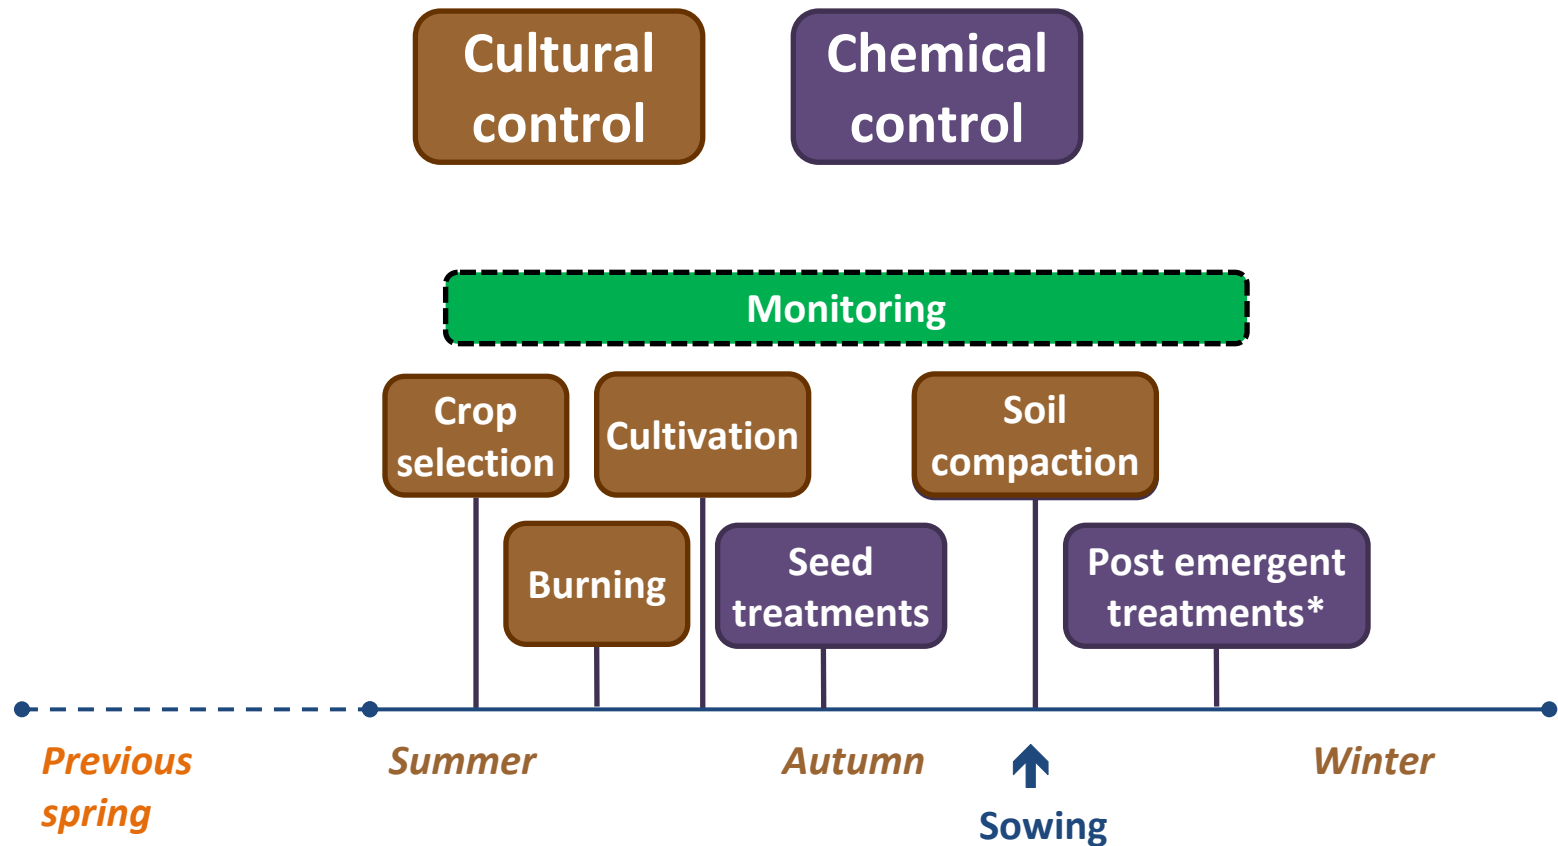 Cultural
control
Chemical
control
Monitoring
Crop
selection
Cultivation
Soil
compaction
Burning
Seed
treatments
Post emergent
treatments*
Previous
spring
Summer
Autumn
Winter
Sowing